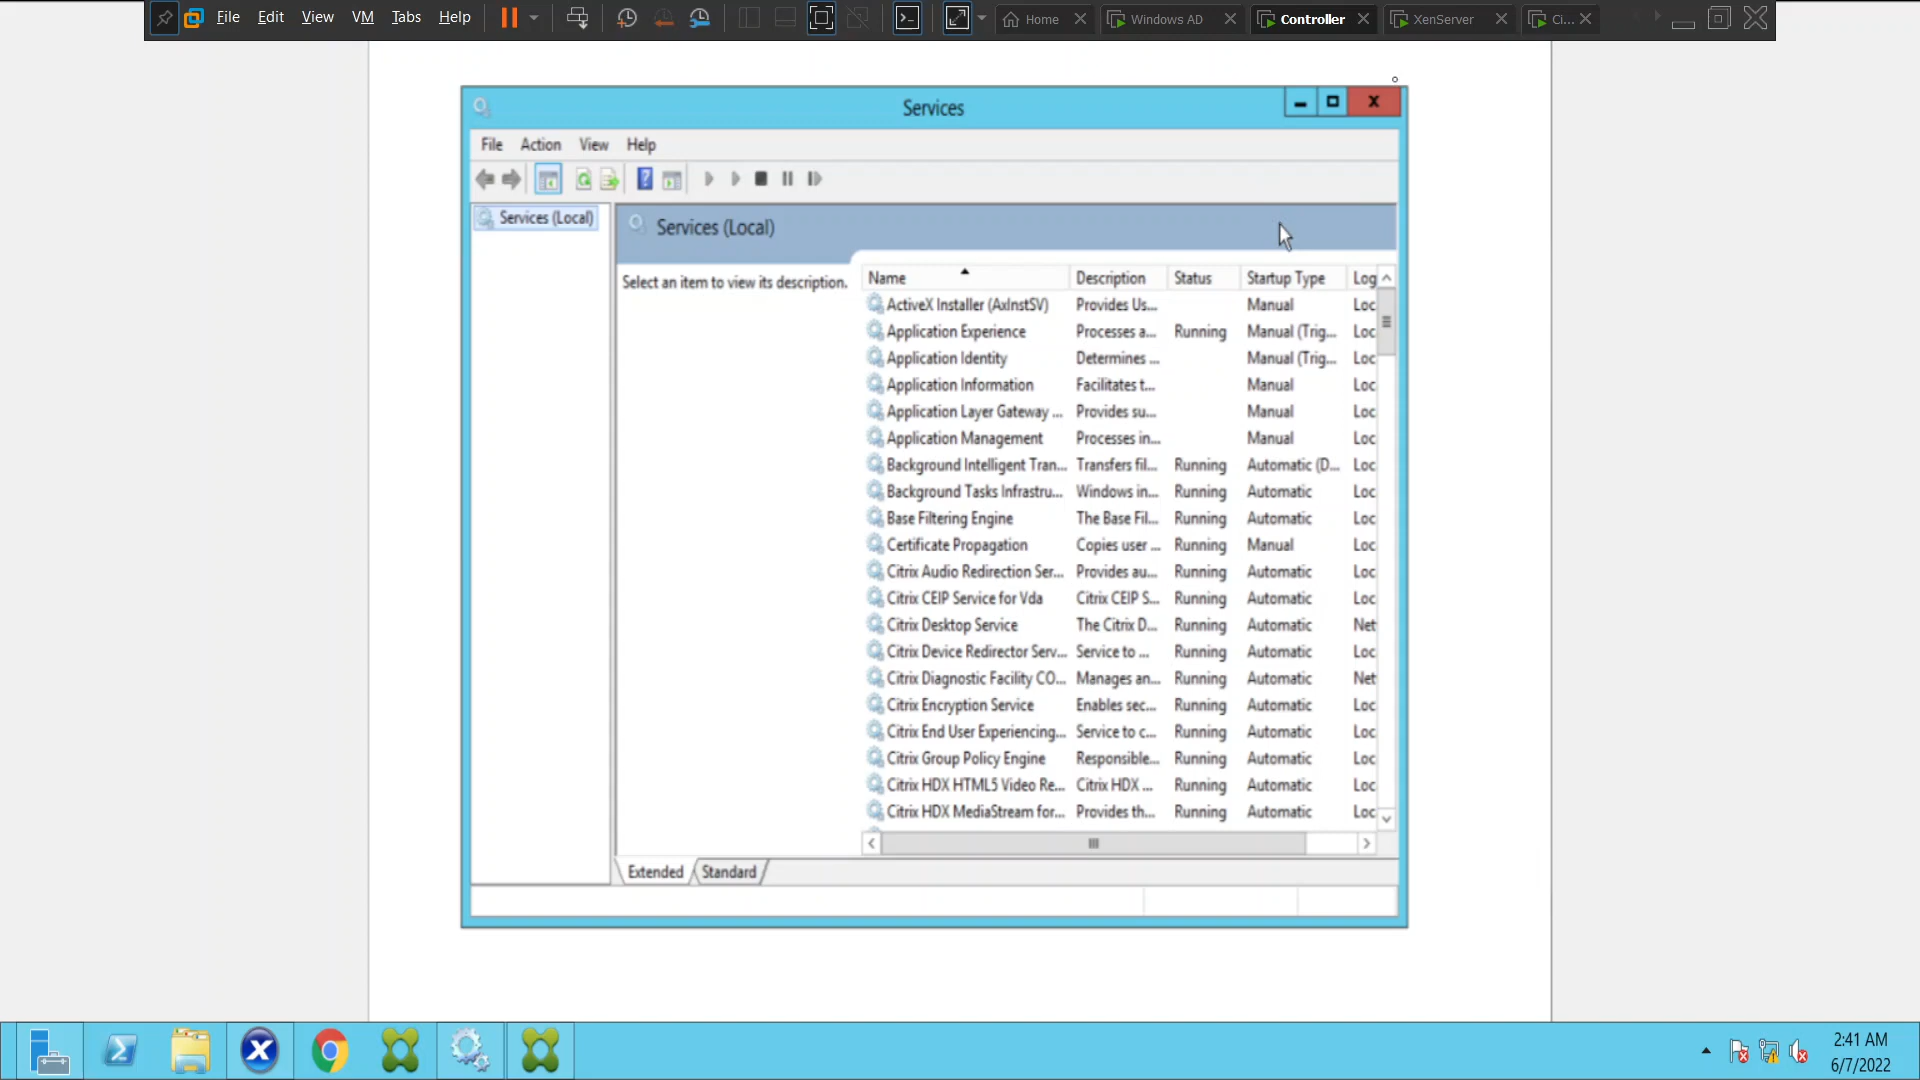 File Edit View VM Tabs Help Home Windows AD Controller XenServer Ci...
Services
File Action View Help
Services (Local)
Services (Local)
Select an item to view its description.
Name Description Status Startup Type Log
ActiveX Installer (AxInstSV) Provides Us... Manual Loc
Application Experience Processes a... Running Manual (Trig... Loc
Application Identity Determines ... Manual (Trig... Loc
Application Information Facilitates t... Manual Loc
Application Layer Gateway ... Provides su... Manual Loc
Application Management Processes in... Manual Loc
Background Intelligent Tran... Transfers fil... Running Automatic (D... Loc
Background Tasks Infrastru... Windows in... Running Automatic Loc
Base Filtering Engine The Base Fil... Running Automatic Loc
Certificate Propagation Copies user ... Running Manual Loc
Citrix Audio Redirection Ser... Provides au... Running Automatic Loc
Citrix CEIP Service for Vda Citrix CEIP S... Running Automatic Loc
Citrix Desktop Service The Citrix D... Running Automatic Net
Citrix Device Redirector Serv... Service to ... Running Automatic Loc
Citrix Diagnostic Facility CO... Manages an... Running Automatic Net
Citrix Encryption Service Enables sec... Running Automatic Loc
Citrix End User Experiencing... Service to c... Running Automatic Loc
Citrix Group Policy Engine Responsible... Running Automatic Loc
Citrix HDX HTML5 Video Re... Citrix HDX ... Running Automatic Loc
Citrix HDX MediaStream for... Provides th... Running Automatic Loc
Extended Standard
2:41 AM
6/7/2022